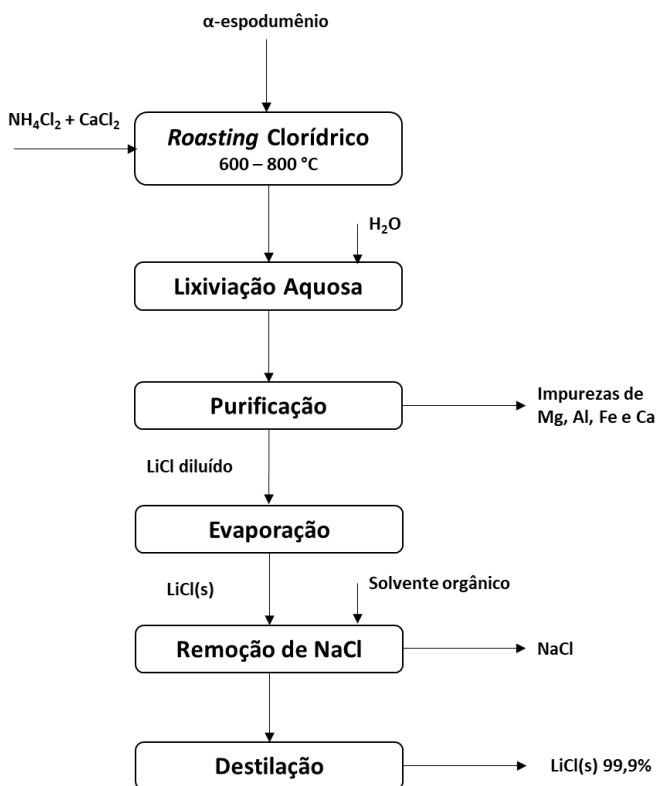 α-espodumênio
NH₄Cl₂ + CaCl₂
Roasting Clorídrico
600 – 800 °C
H₂O
Lixiviação Aquosa
Purificação
Impurezas de
Mg, Al, Fe e Ca
LiCl diluído
Evaporação
LiCl(s)
Solvente orgânico
Remoção de NaCl
NaCl
Destilação
LiCl(s) 99,9%